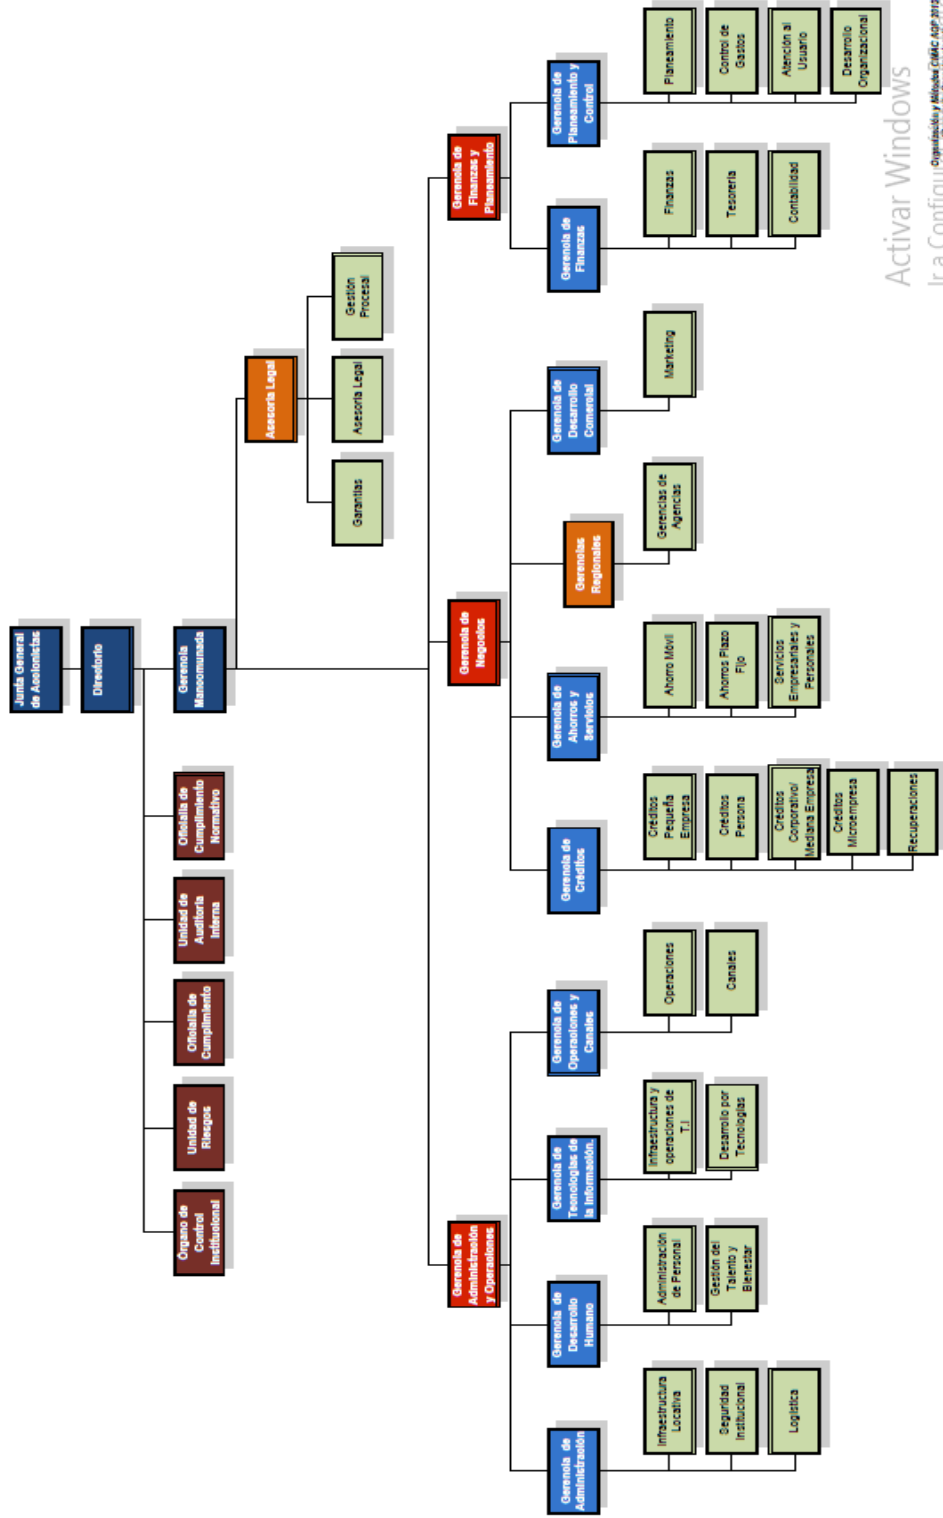 Junta General
de Accionistas
Directorio
Órgano de
Control
Institucional
Unidad de
Riesgos
Oficialía de
Cumplimiento
Unidad de
Auditoría
Interna
Oficialía de
Cumplimiento
Normativo
Gerencia
Mancomunada
Asesoría Legal
Garantías
Asesoría Legal
Gestión
Procesal
Gerencia de
Administración
y Operaciones
Gerencia de
Negocios
Gerencia de
Finanzas y
Planeamiento
Gerencia de
Administración
Gerencia de
Desarrollo
Humano
Gerencia de
Tecnologías de
la Información.
Gerencia de
Operaciones y
Canales
Gerencia de
Créditos
Gerencia de
Ahorros y
Servicios
Gerencias
Regionales
Gerencia de
Desarrollo
Comercial
Gerencia de
Finanzas
Gerencia de
Planeamiento y
Control
Infraestructura
Locativa
Seguridad
Institucional
Logística
Administración
de Personal
Gestión del
Talento y
Bienestar
Infraestructura y
operaciones de
T.I
Desarrollo por
Tecnologías
Operaciones
Canales
Créditos
Pequeña
Empresa
Créditos
Persona
Créditos
Corporativo/
Mediana Empresa
Créditos
Microempresa
Recuperaciones
Ahorro Móvil
Ahorros Plazo
Fijo
Servicios
Empresariales y
Personales
Gerencias de
Agencias
Marketing
Finanzas
Tesorería
Contabilidad
Planeamiento
Control de
Gastos
Atención al
Usuario
Desarrollo
Organizacional
Activar Windows
Ir a Configu
Organización y Métodos CMAC AQP